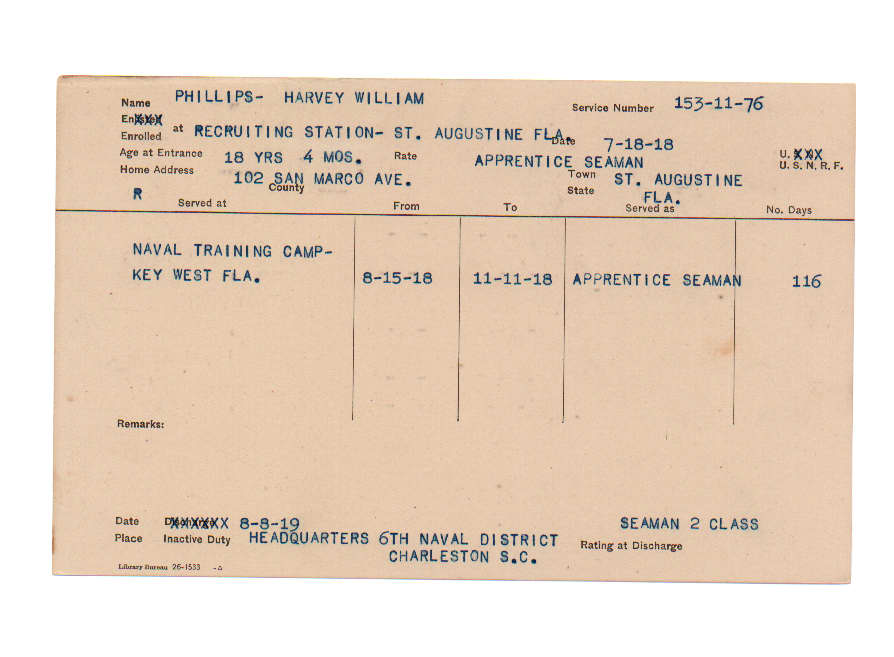 Name PHILLIPS- HARVEY WILLIAM Service Number 153-11-76
Enlisted XXX
Enrolled at RECRUITING STATION- ST. AUGUSTINE FLA. Date 7-18-18
Age at Entrance 18 YRS 4 MOS. Rate APPRENTICE SEAMAN U. XXX
U. S. N. R. F.
Home Address 102 SAN MARCO AVE. Town ST. AUGUSTINE
R County State FLA.
Served at From To Served as No. Days
NAVAL TRAINING CAMP-
KEY WEST FLA. 8-15-18 11-11-18 APPRENTICE SEAMAN 116
Remarks:
Date Discharge XXXXXX 8-8-19 SEAMAN 2 CLASS
Place Inactive Duty HEADQUARTERS 6TH NAVAL DISTRICT Rating at Discharge
CHARLESTON S.C.
Library Bureau 26-1533